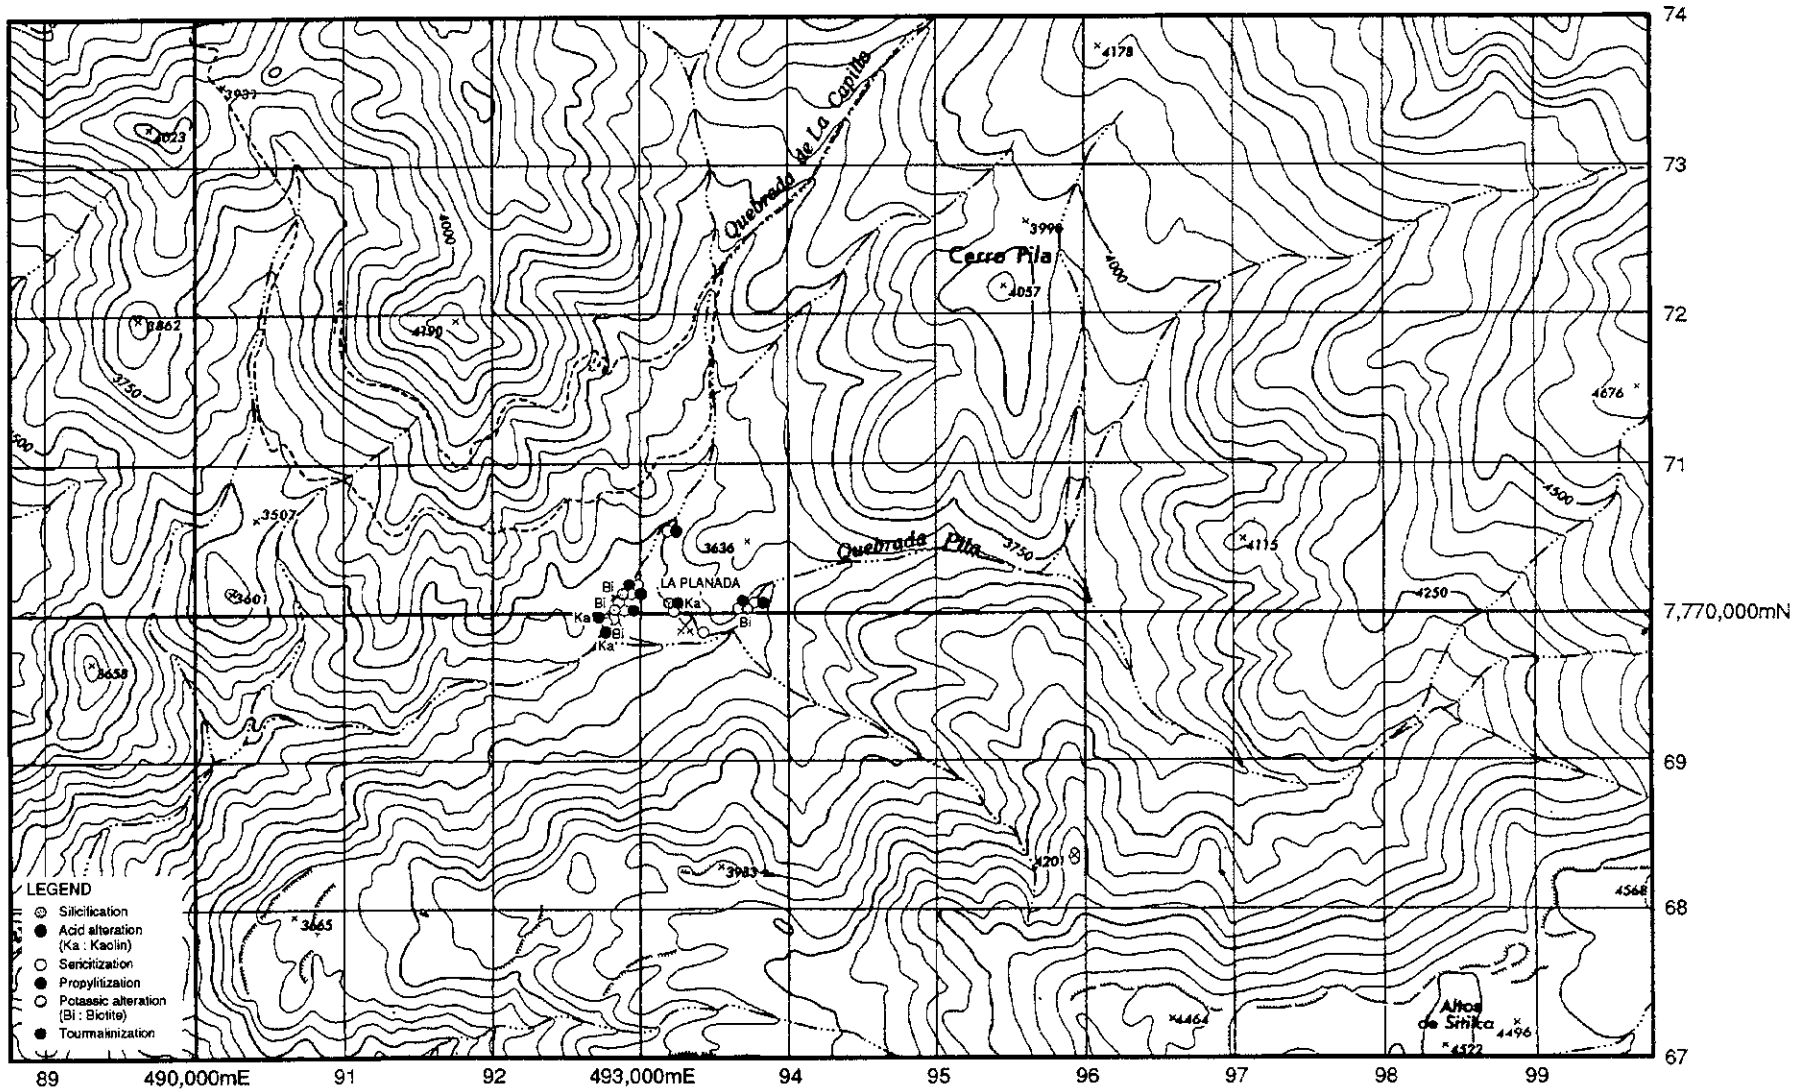 74
4178
3931
Quebrada de La Capilla
4023
73
4000
3996
Cerro Pila
4000
4057
3862
4190
72
3750
4676
71
4500
3507
3636
Quebrada Pila
3750
4115
Bi
LA PLANADA
3601
Bi
Ka
4250
Ka
Bi
7,770,000mN
Bi
Ka
3658
69
3983
4201
4568
LEGEND
Silicification
Acid alteration
(Ka : Kaolin)
Sericitization
Propylitization
Potassic alteration
(Bi : Biotite)
Tourmalinization
3665
68
4464
Altos
de Sitilca
4496
4522
67
89
490,000mE
91
92
493,000mE
94
95
96
97
98
99